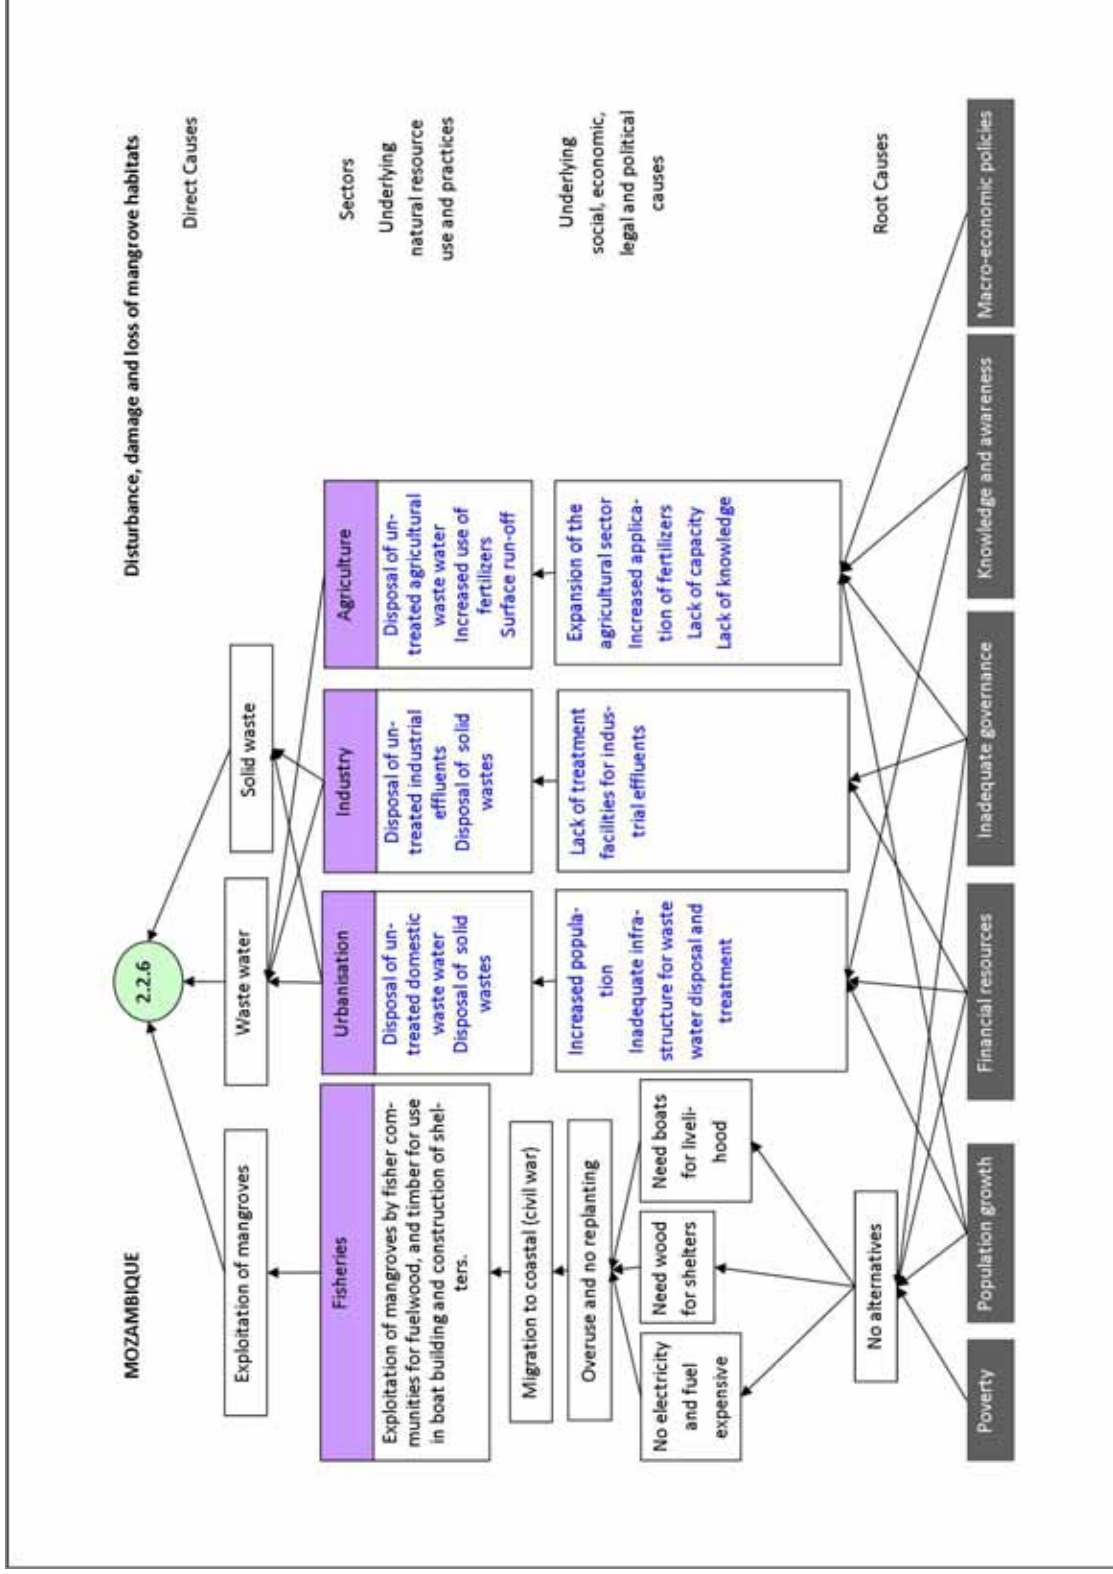 MOZAMBIQUE
Disturbance, damage and loss of mangrove habitats
2.2.6
Direct Causes
Exploitation of mangroves
Waste water
Solid waste
Sectors
Fisheries
Urbanisation
Industry
Agriculture
Underlying
natural resource
use and practices
Exploitation of mangroves by fisher com-
munities for fuelwood, and timber for use
in boat building and construction of shel-
ters.
Disposal of un-
treated domestic
waste water
Disposal of solid
wastes
Disposal of un-
treated industrial
effluents
Disposal of solid
wastes
Disposal of un-
treated agricultural
waste water
Increased use of
fertilizers
Surface run-off
Underlying
social, economic,
legal and political
causes
Migration to coastal (civil war)
Overuse and no replanting
No electricity
and fuel
expensive
Need wood
for shelters
Need boats
for liveli-
hood
Increased popula-
tion
Inadequate infra-
structure for waste
water disposal and
treatment
Lack of treatment
facilities for indus-
trial effluents
Expansion of the
agricultural sector
Increased applica-
tion of fertilizers
Lack of capacity
Lack of knowledge
No alternatives
Root Causes
Poverty
Population growth
Financial resources
Inadequate governance
Knowledge and awareness
Macro-economic policies